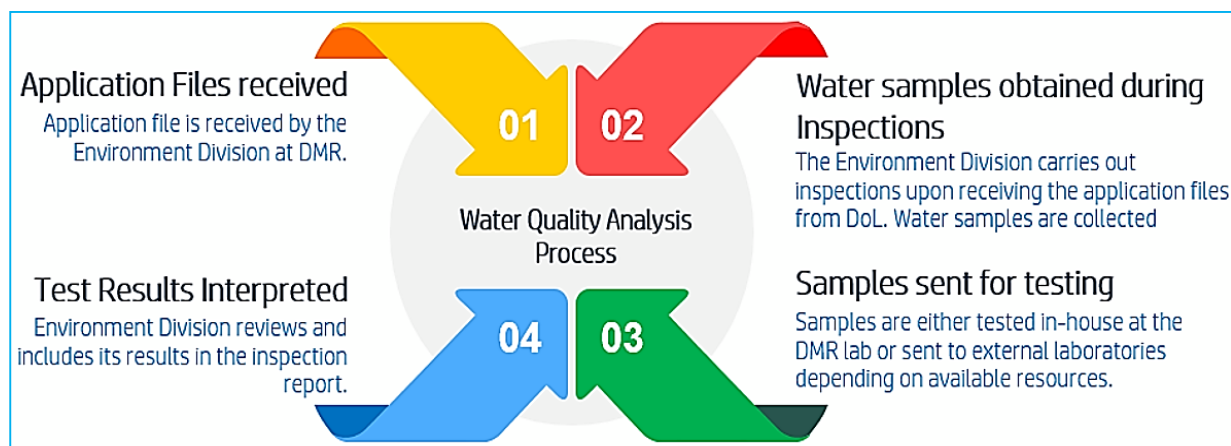 Application Files received
Application file is received by the
Environment Division at DMR.
01
02
Water samples obtained during
Inspections
The Environment Division carries out
inspections upon receiving the application files
from DoL. Water samples are collected
Water Quality Analysis
Process
Samples sent for testing
Samples are either tested in-house at the
DMR lab or sent to external laboratories
depending on available resources.
03
04
Test Results Interpreted
Environment Division reviews and
includes its results in the inspection
report.